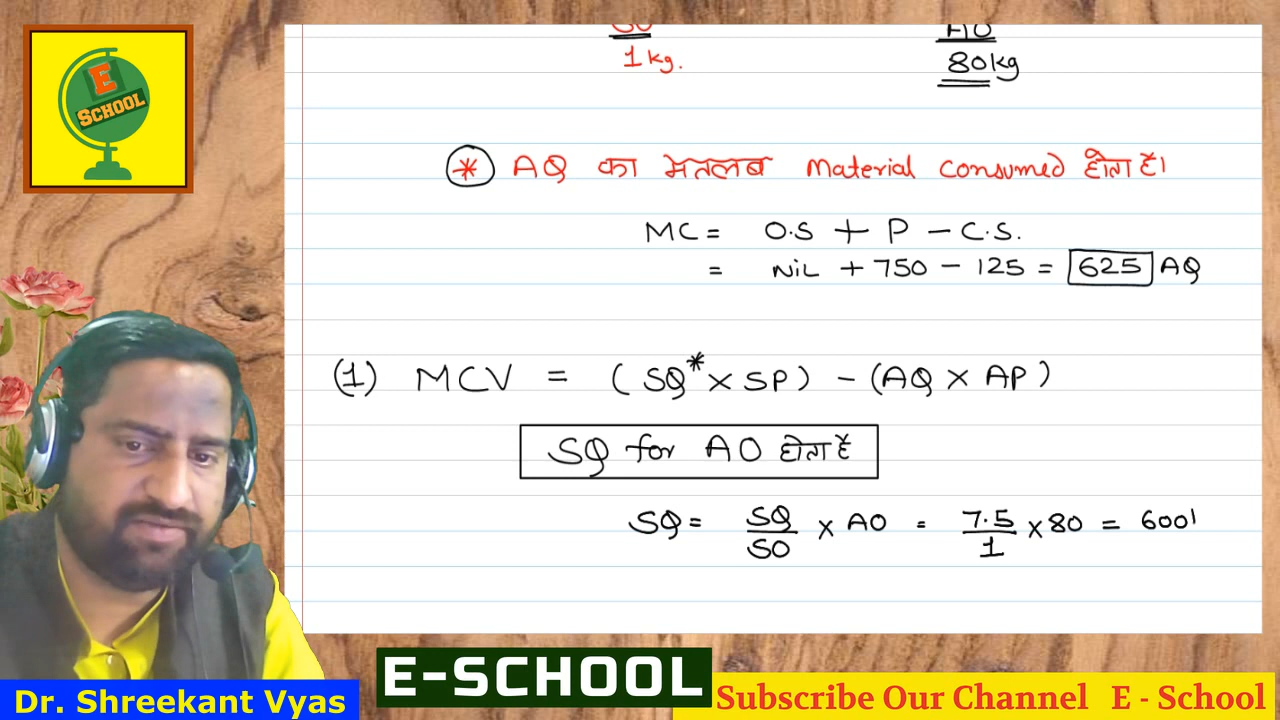 E
SCHOOL
SO
AO
1 kg.
80 kg
* AQ का मतलब Material consumed होता है।
MC = O.S + P - C.S.
= NiL + 750 - 125 = 625 AQ
(1) MCV = (SQ* × SP) - (AQ × AP)
SQ for AO होता है
SQ = SQ/SO × AO = 7.5/1 × 80 = 600
E-SCHOOL
Dr. Shreekant Vyas
Subscribe Our Channel E - School